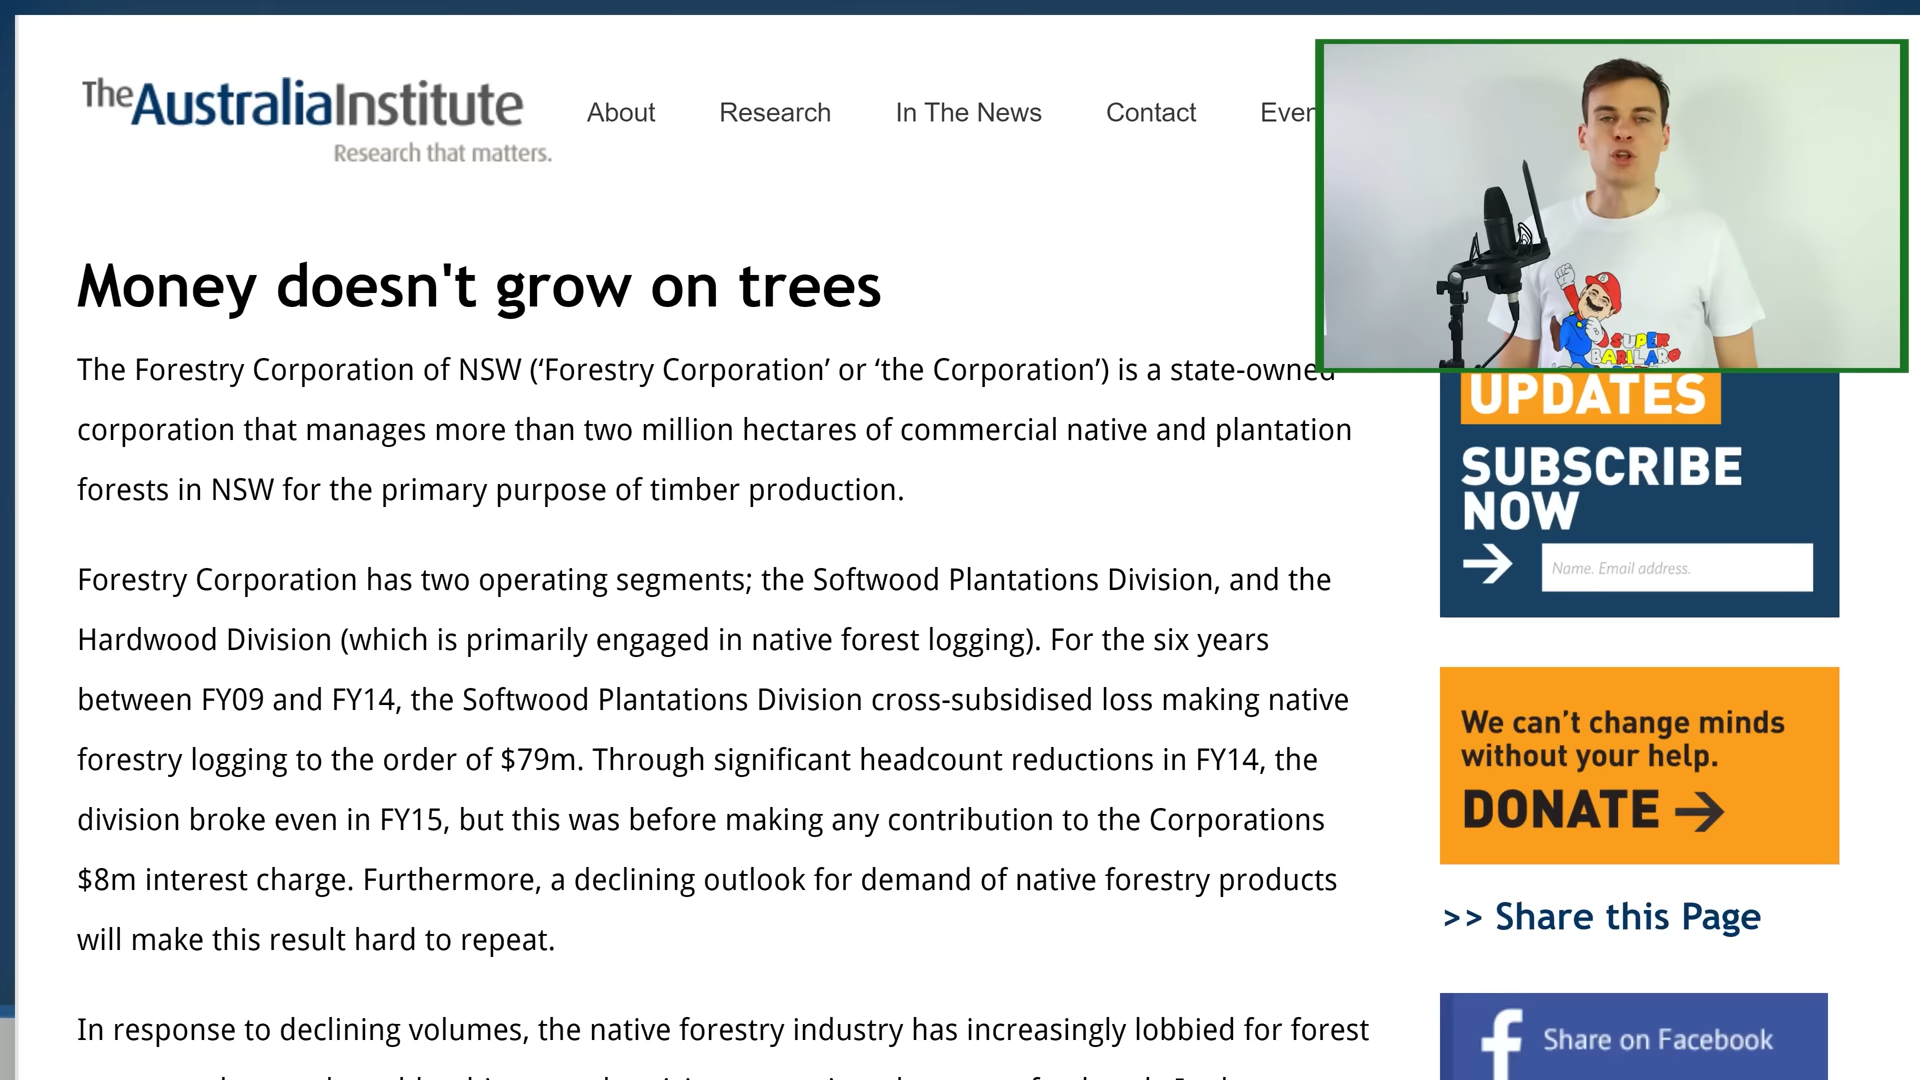 TheAustraliaInstitute
Research that matters.
About Research In The News Contact
Money doesn't grow on trees
The Forestry Corporation of NSW (‘Forestry Corporation’ or ‘the Corporation’) is a state-owned
corporation that manages more than two million hectares of commercial native and plantation
forests in NSW for the primary purpose of timber production.
Forestry Corporation has two operating segments; the Softwood Plantations Division, and the
Hardwood Division (which is primarily engaged in native forest logging). For the six years
between FY09 and FY14, the Softwood Plantations Division cross-subsidised loss making native
forestry logging to the order of $79m. Through significant headcount reductions in FY14, the
division broke even in FY15, but this was before making any contribution to the Corporations
$8m interest charge. Furthermore, a declining outlook for demand of native forestry products
will make this result hard to repeat.
In response to declining volumes, the native forestry industry has increasingly lobbied for forest
SUPER
BARILARO
UPDATES
SUBSCRIBE
NOW
→ Name. Email address.
We can’t change minds
without your help.
DONATE →
>> Share this Page
f Share on Facebook